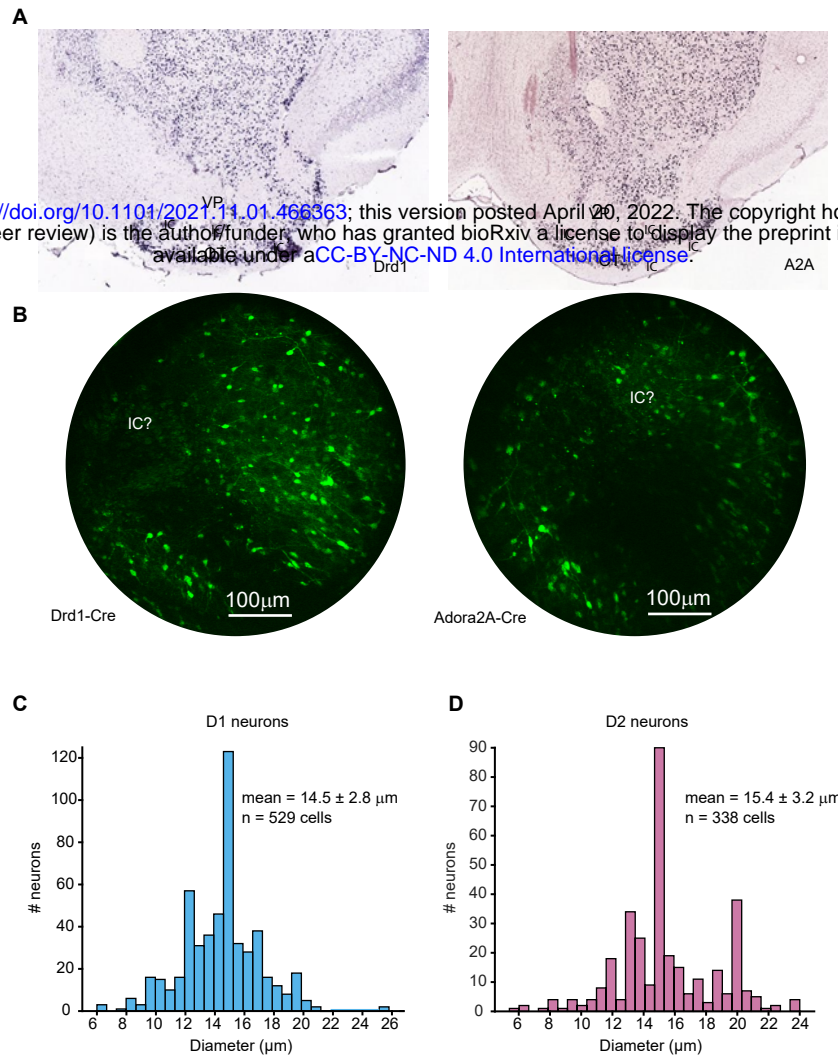 A
VP
VP
//doi.org/10.1101/2021.11.01.466363; this version posted April 20, 2022. The copyright ho
eer review) is the author/funder, who has granted bioRxiv a license to display the preprint i
available under aCC-BY-NC-ND 4.0 International license.
IC
IC
OT
OT
IC
Drd1
A2A
B
IC?
IC?
100μm
100μm
Drd1-Cre
Adora2A-Cre
C
D
D1 neurons
D2 neurons
mean = 14.5 ± 2.8 μm
n = 529 cells
mean = 15.4 ± 3.2 μm
n = 338 cells
# neurons
120
100
80
60
40
20
0
6 8 10 12 14 16 18 20 22 24 26
Diameter (μm)
# neurons
90
80
70
60
50
40
30
20
10
0
6 8 10 12 14 16 18 20 22 24
Diameter (μm)